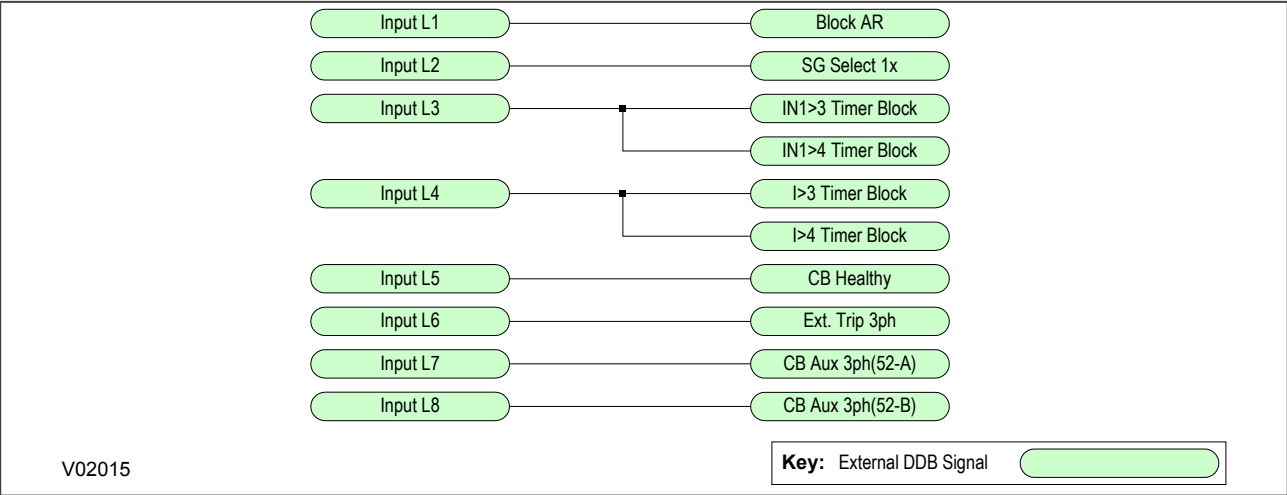 Input L1 Block AR
Input L2 SG Select 1x
Input L3 IN1>3 Timer Block
IN1>4 Timer Block
Input L4 I>3 Timer Block
I>4 Timer Block
Input L5 CB Healthy
Input L6 Ext. Trip 3ph
Input L7 CB Aux 3ph(52-A)
Input L8 CB Aux 3ph(52-B)
V02015 Key: External DDB Signal